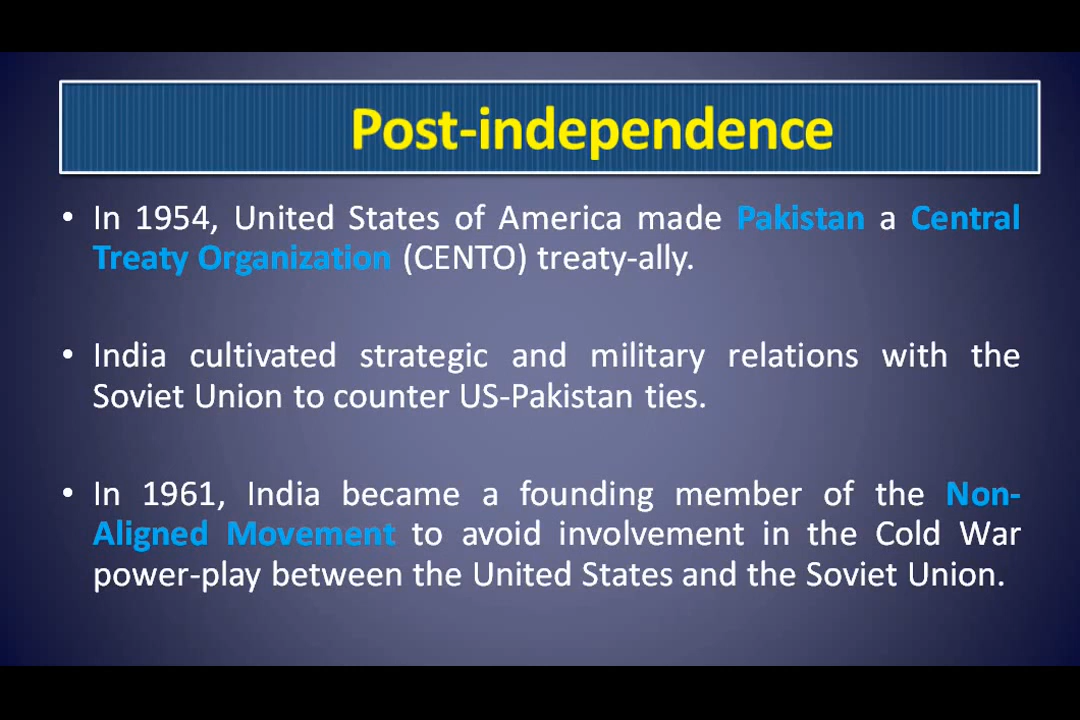 Post-independence
• In 1954, United States of America made Pakistan a Central
Treaty Organization (CENTO) treaty-ally.
• India cultivated strategic and military relations with the
Soviet Union to counter US-Pakistan ties.
• In 1961, India became a founding member of the Non-
Aligned Movement to avoid involvement in the Cold War
power-play between the United States and the Soviet Union.